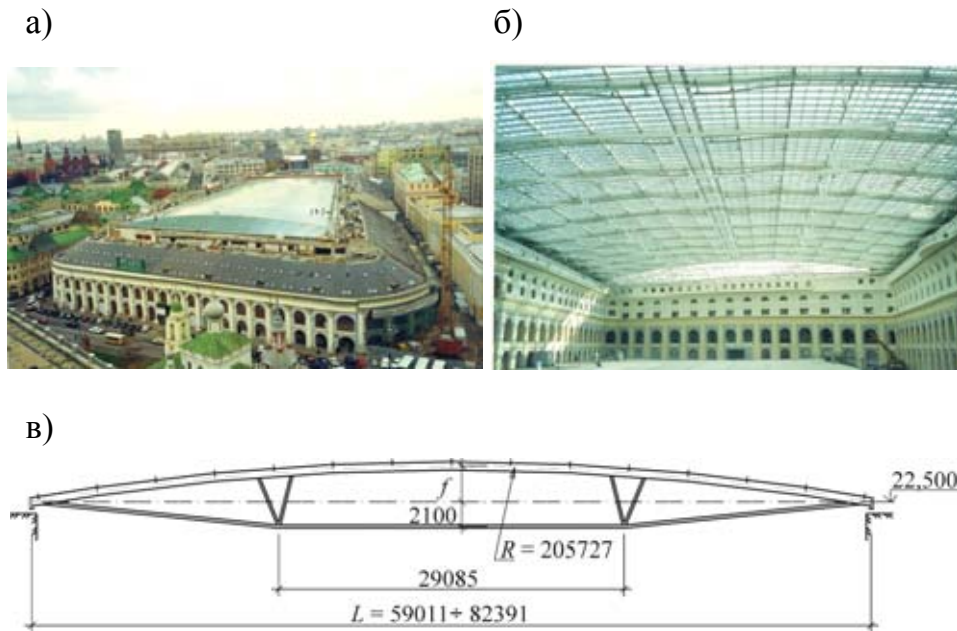 а)
б)
в)
f
22,500
2100
R = 205727
29085
L = 59011÷ 82391